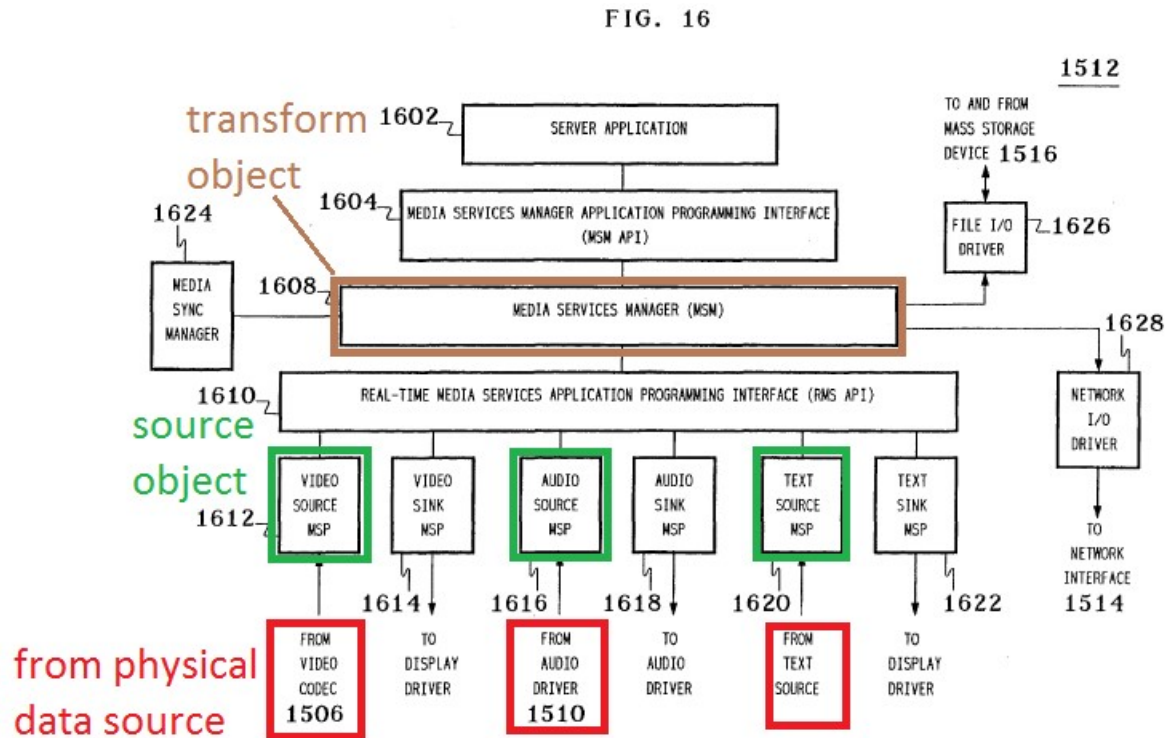 FIG. 16
1512
transform
object
1602
SERVER APPLICATION
TO AND FROM
MASS STORAGE
DEVICE 1516
1604
MEDIA SERVICES MANAGER APPLICATION PROGRAMMING INTERFACE
(MSM API)
1624
FILE I/O
DRIVER
1626
MEDIA
SYNC
MANAGER
1608
MEDIA SERVICES MANAGER (MSM)
1628
1610
REAL-TIME MEDIA SERVICES APPLICATION PROGRAMMING INTERFACE (RMS API)
NETWORK
I/O
DRIVER
source
object
1612
VIDEO
SOURCE
MSP
VIDEO
SINK
MSP
AUDIO
SOURCE
MSP
AUDIO
SINK
MSP
TEXT
SOURCE
MSP
TEXT
SINK
MSP
TO
NETWORK
INTERFACE
1514
1614
1616
1618
1620
1622
from physical
data source
FROM
VIDEO
CODEC
1506
TO
DISPLAY
DRIVER
FROM
AUDIO
DRIVER
1510
TO
AUDIO
DRIVER
FROM
TEXT
SOURCE
TO
DISPLAY
DRIVER